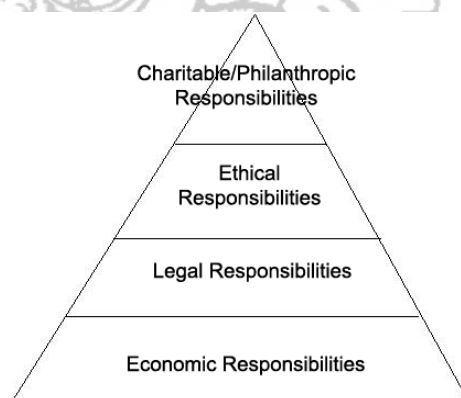 Charitable/Philanthropic
Responsibilities
Ethical
Responsibilities
Legal Responsibilities
Economic Responsibilities